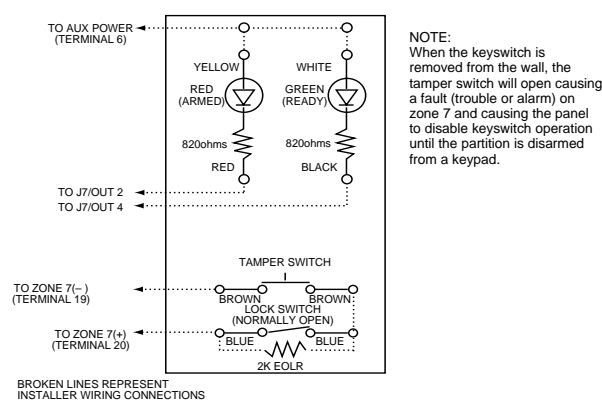 TO AUX POWER
(TERMINAL 6)
YELLOW
WHITE
RED
(ARMED)
GREEN
(READY)
820ohms
820ohms
RED
BLACK
TO J7/OUT 2
TO J7/OUT 4
TAMPER SWITCH
TO ZONE 7(– )
(TERMINAL 19)
BROWN
BROWN
LOCK SWITCH
(NORMALLY OPEN)
TO ZONE 7(+)
(TERMINAL 20)
BLUE
BLUE
2K EOLR
BROKEN LINES REPRESENT
INSTALLER WIRING CONNECTIONS
NOTE:
When the keyswitch is
removed from the wall, the
tamper switch will open causing
a fault (trouble or alarm) on
zone 7 and causing the panel
to disable keyswitch operation
until the partition is disarmed
from a keypad.